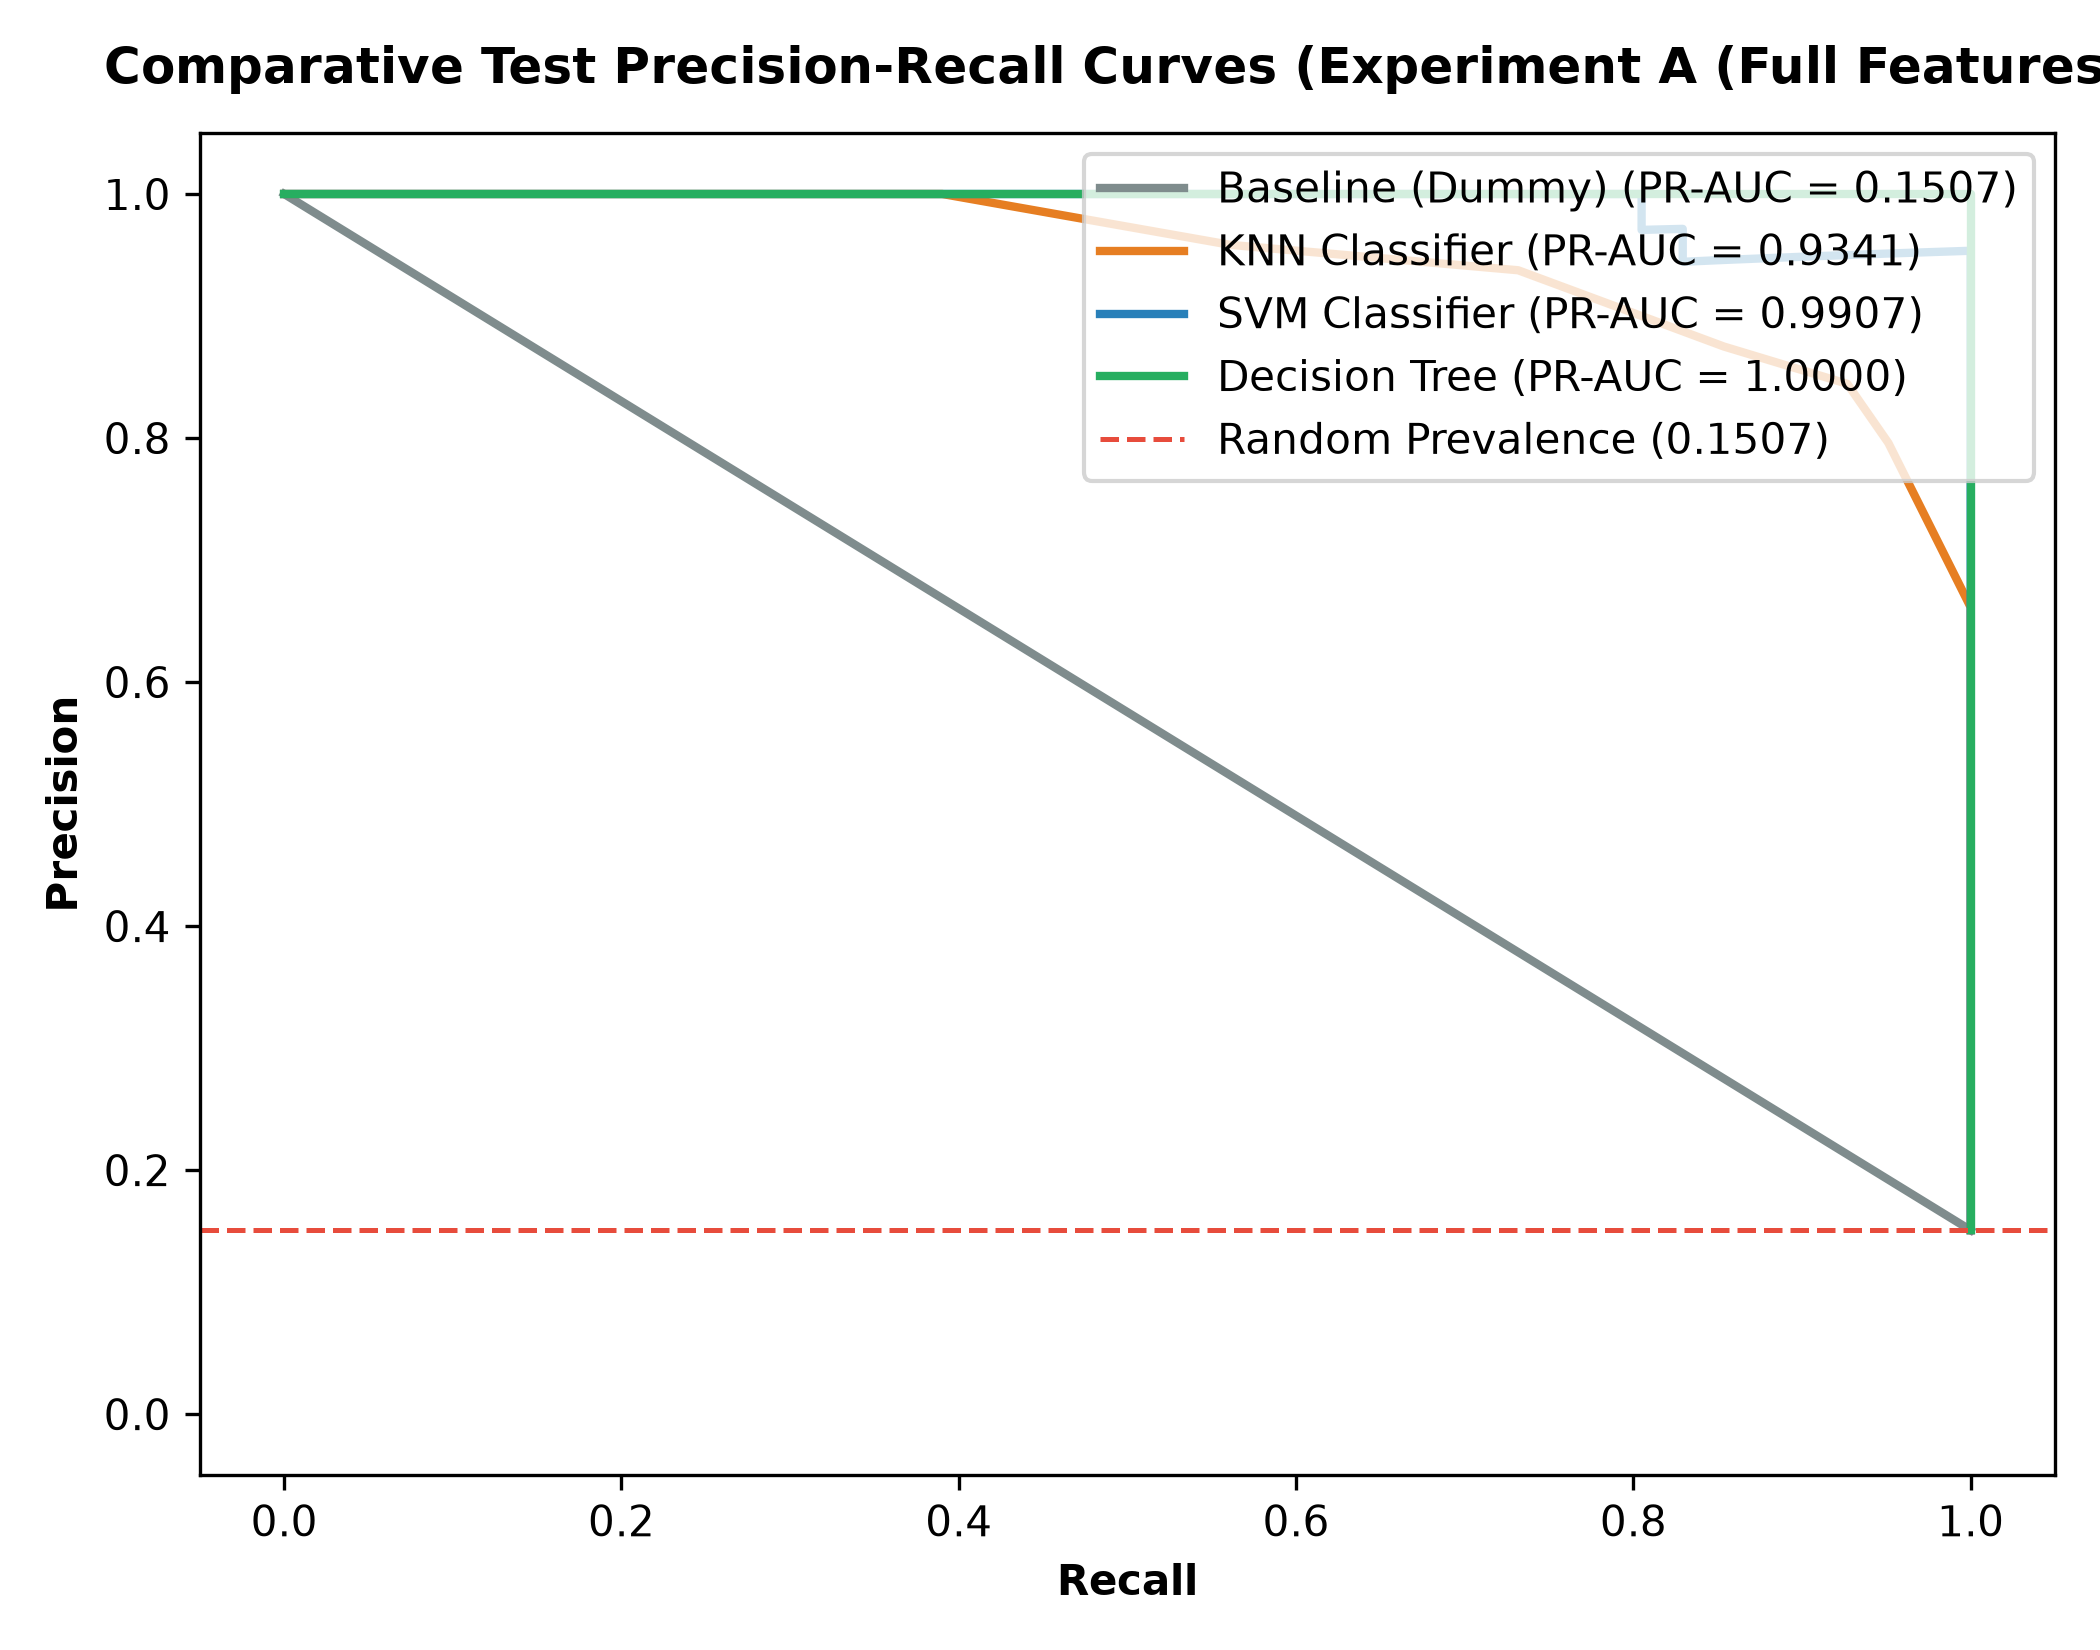 Comparative Test Precision-Recall Curves (Experiment A (Full Features
Baseline (Dummy) (PR-AUC = 0.1507)
KNN Classifier (PR-AUC = 0.9341)
SVM Classifier (PR-AUC = 0.9907)
Decision Tree (PR-AUC = 1.0000)
Random Prevalence (0.1507)
1.0
0.8
0.6
0.4
0.2
0.0
Precision
0.0 0.2 0.4 0.6 0.8 1.0
Recall